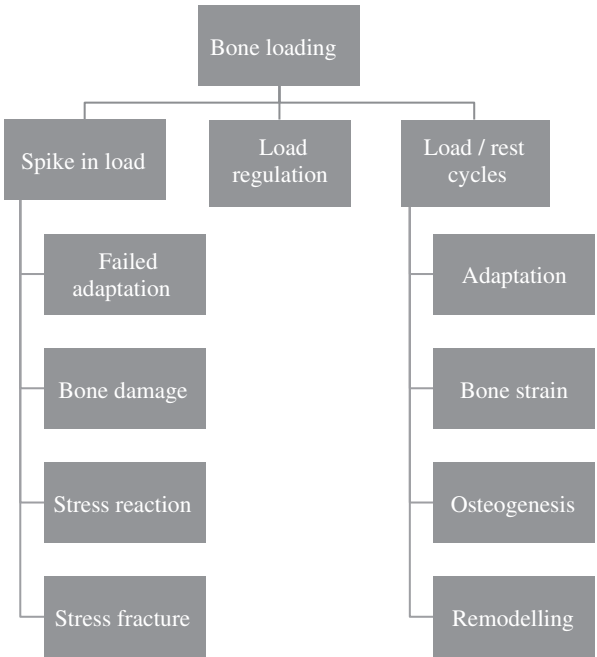 Bone loading
Spike in load
Load
regulation
Load / rest
cycles
Failed
adaptation
Bone damage
Stress reaction
Stress fracture
Adaptation
Bone strain
Osteogenesis
Remodelling